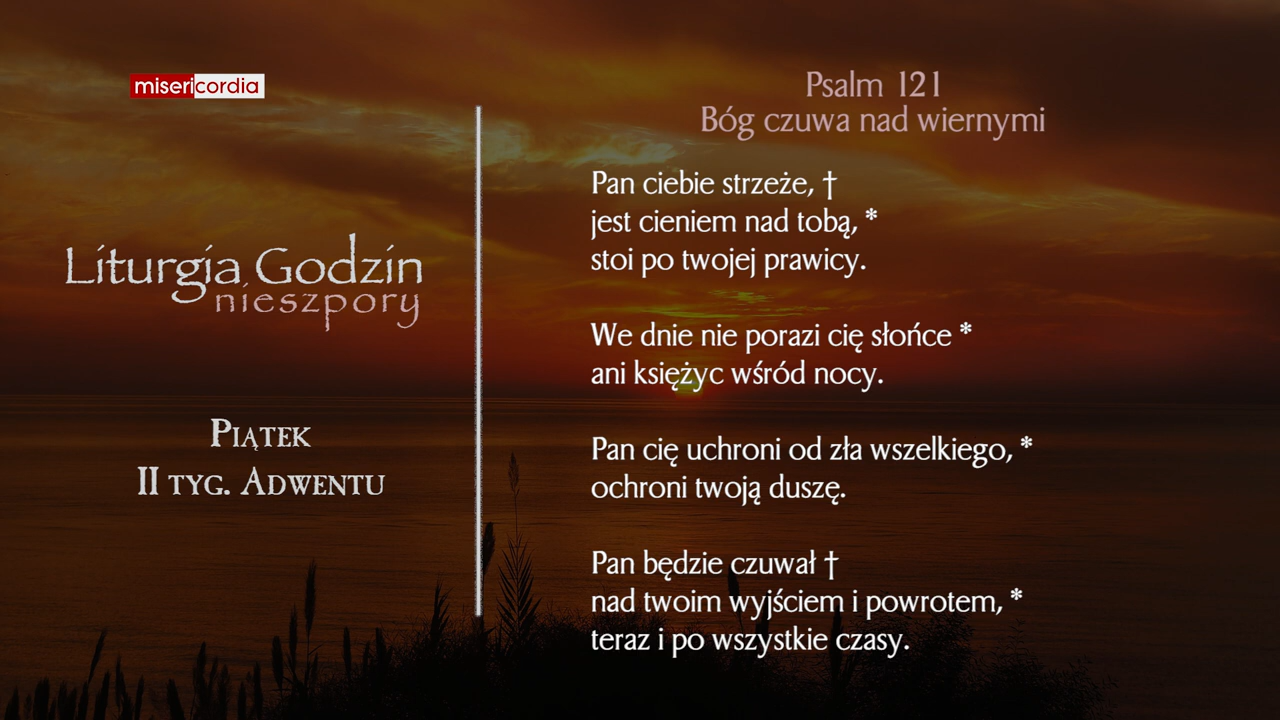 misericordia
Liturgia Godzin
nieszpory
Piątek
II tyg. Adwentu
Psalm 121
Bóg czuwa nad wiernymi
Pan ciebie strzeże, †
jest cieniem nad tobą, *
stoi po twojej prawicy.
We dnie nie porazi cię słońce *
ani księżyc wśród nocy.
Pan cię uchroni od zła wszelkiego, *
ochroni twoją duszę.
Pan będzie czuwał †
nad twoim wyjściem i powrotem, *
teraz i po wszystkie czasy.